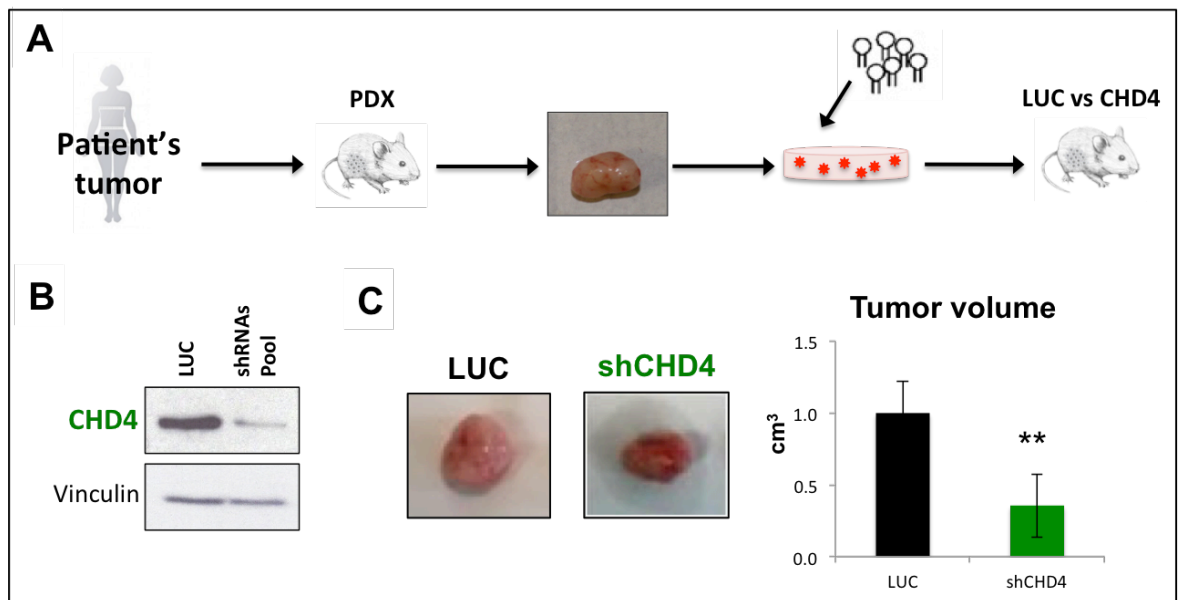 A
Patient's
tumor
PDX
LUC vs CHD4
B
LUC
shRNAs
Pool
CHD4
Vinculin
C
LUC
shCHD4
Tumor volume
cm³
1.5
1.0
0.5
0.0
**
LUC
shCHD4